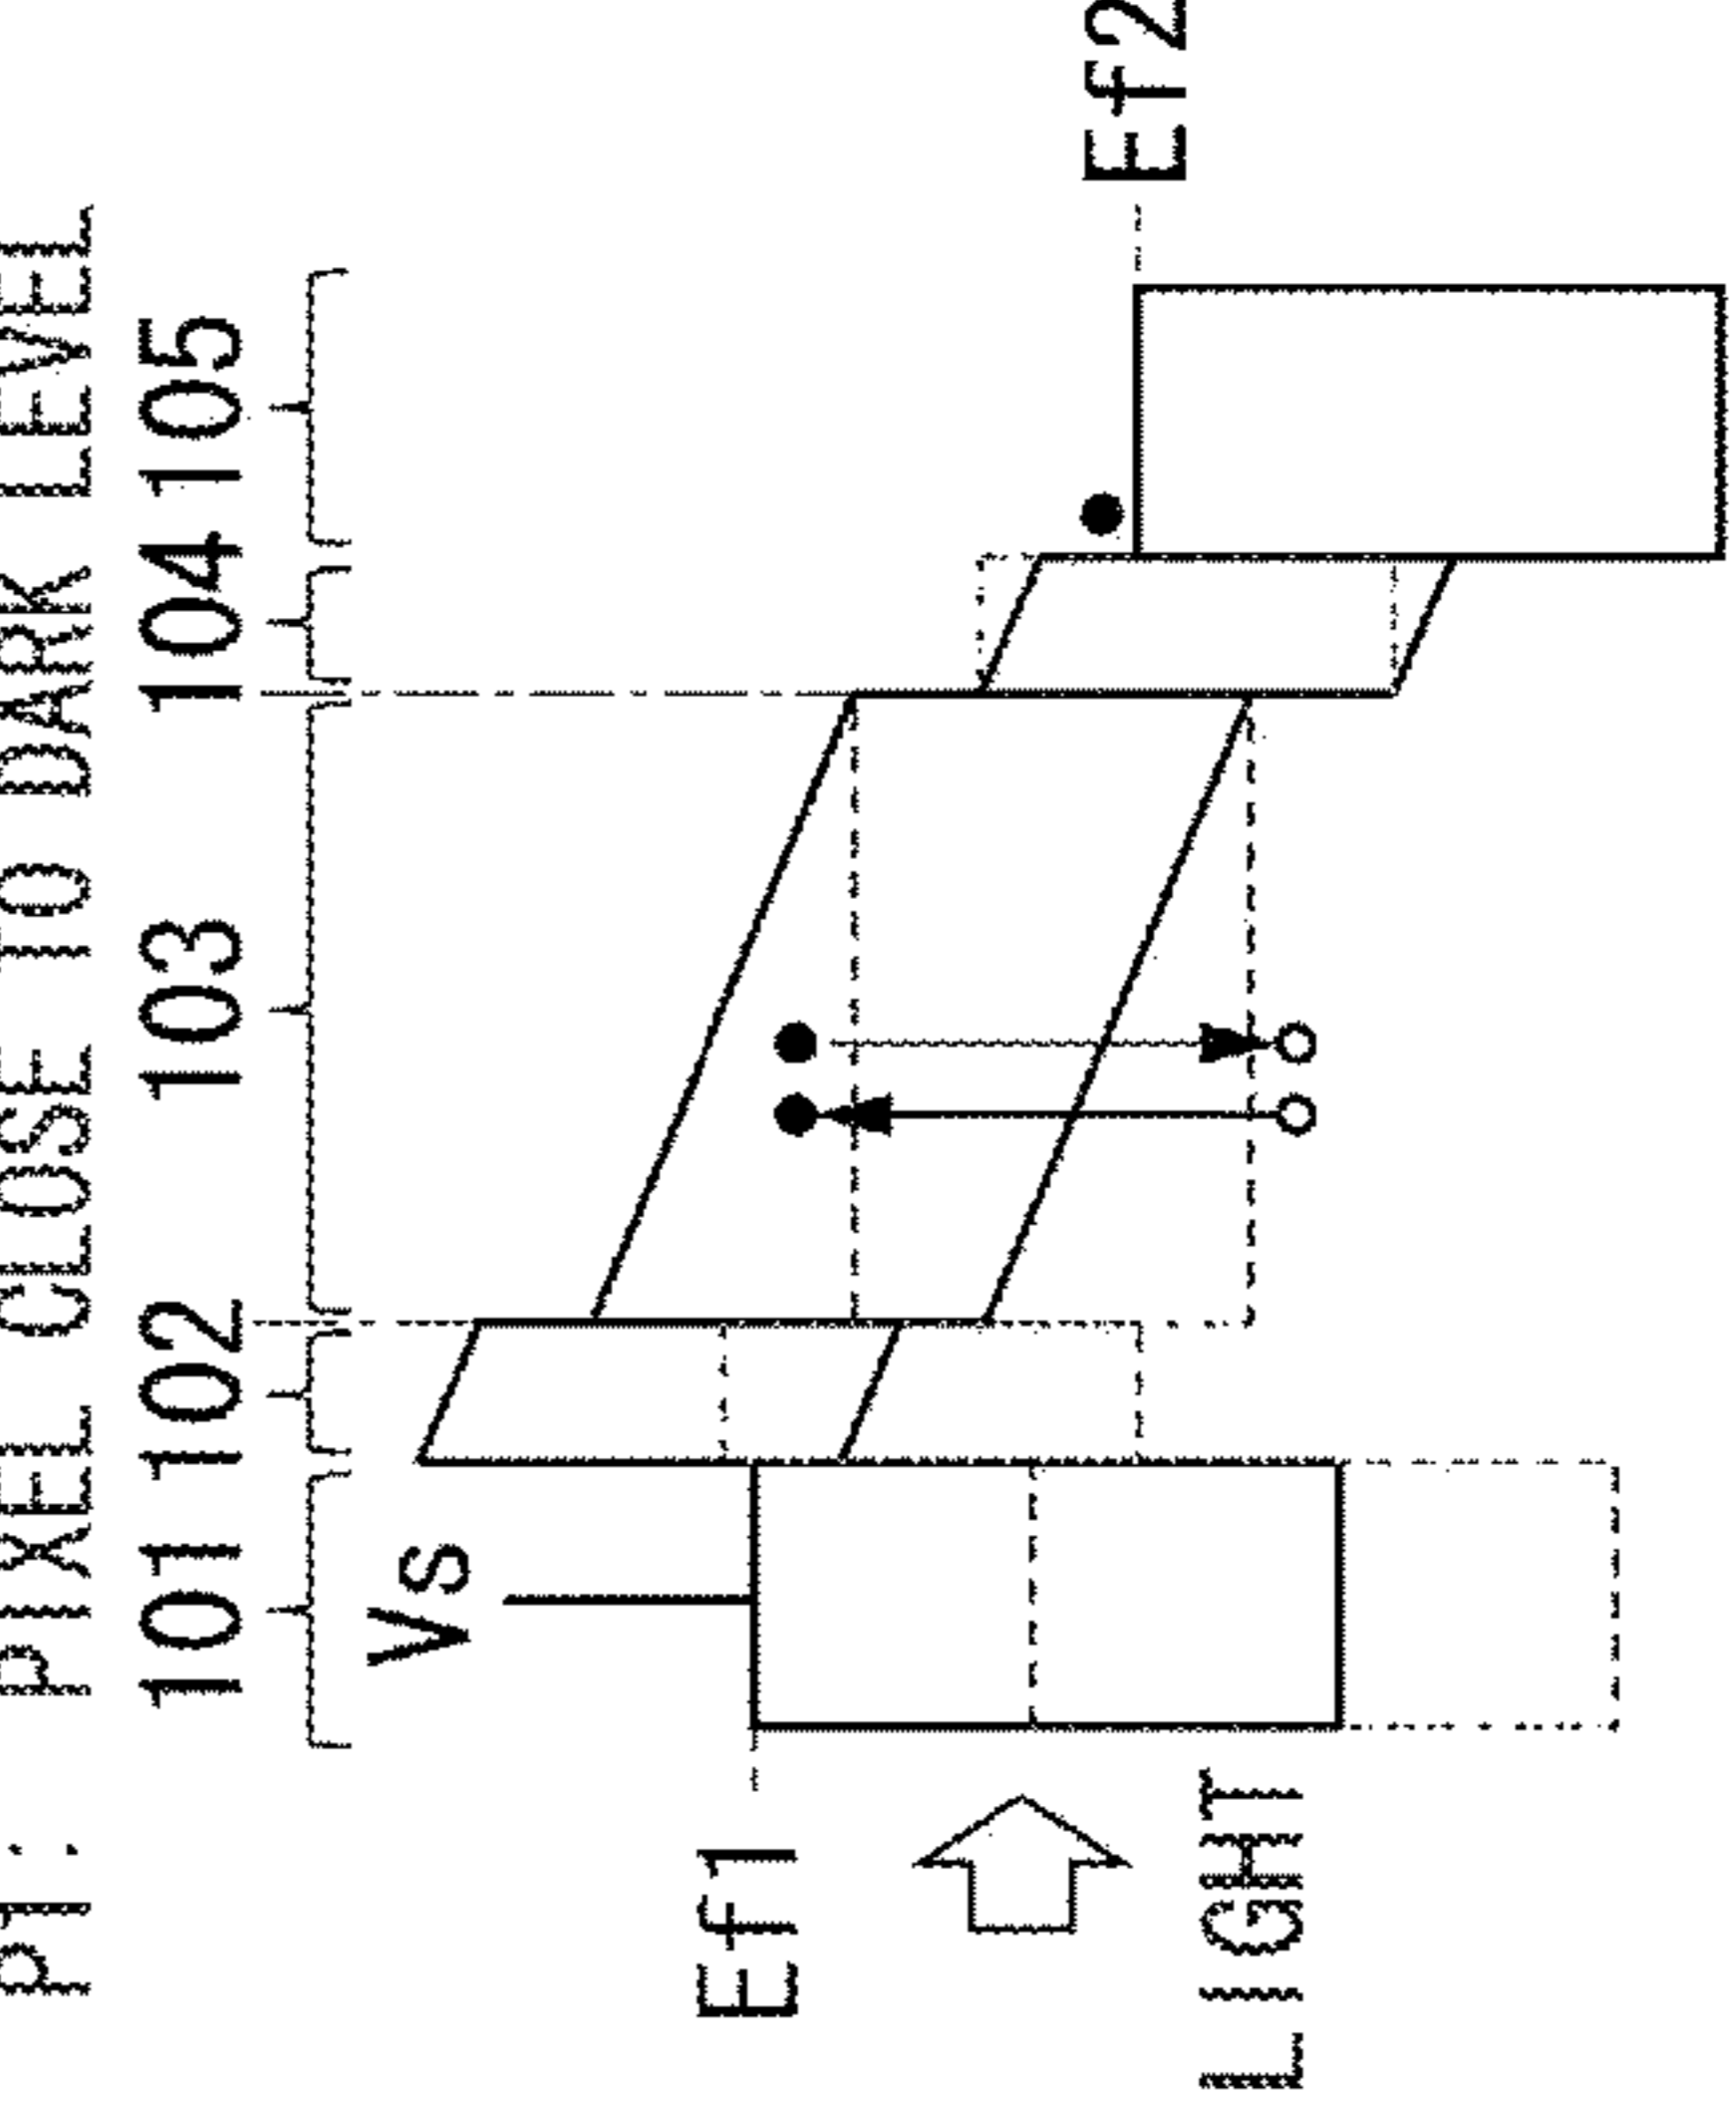 P1: PIXEL CLOSE TO DARK LEVEL
101 102 103 104 105
Vs
Ef1
Ef2
LIGHT